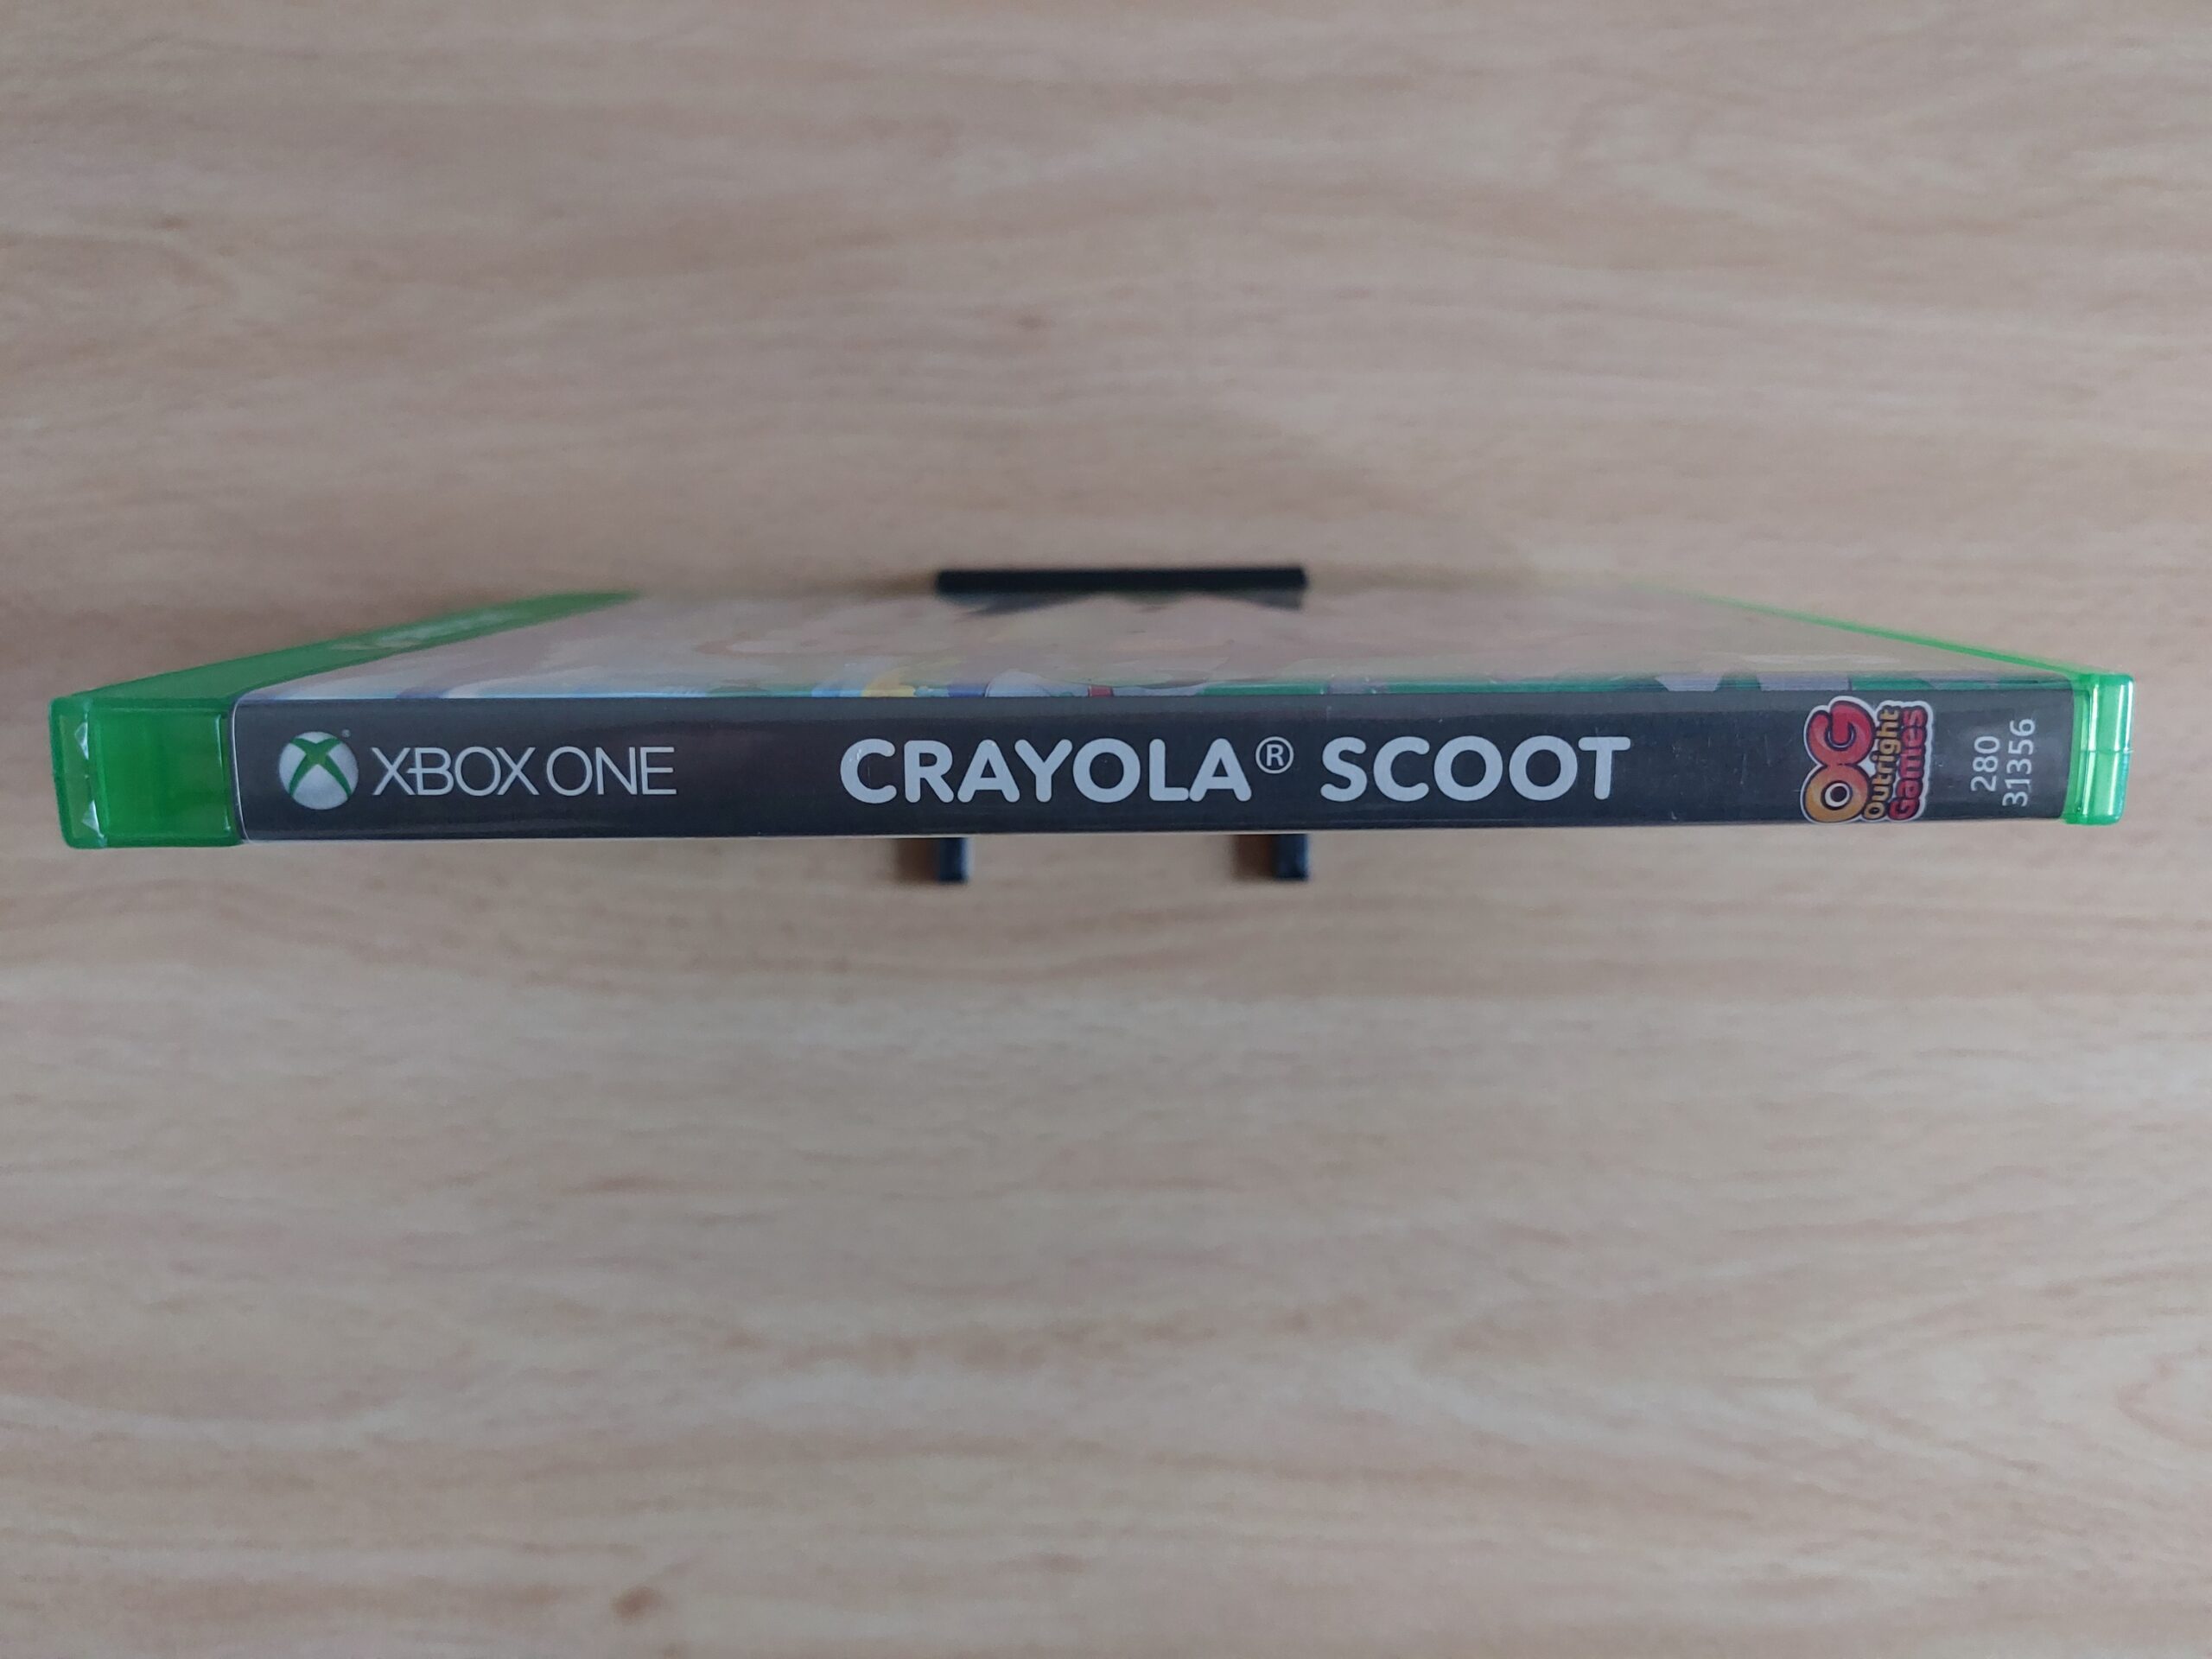 XBOX ONE
CRAYOLA® SCOOT
OG
Outright
Games
280
31356